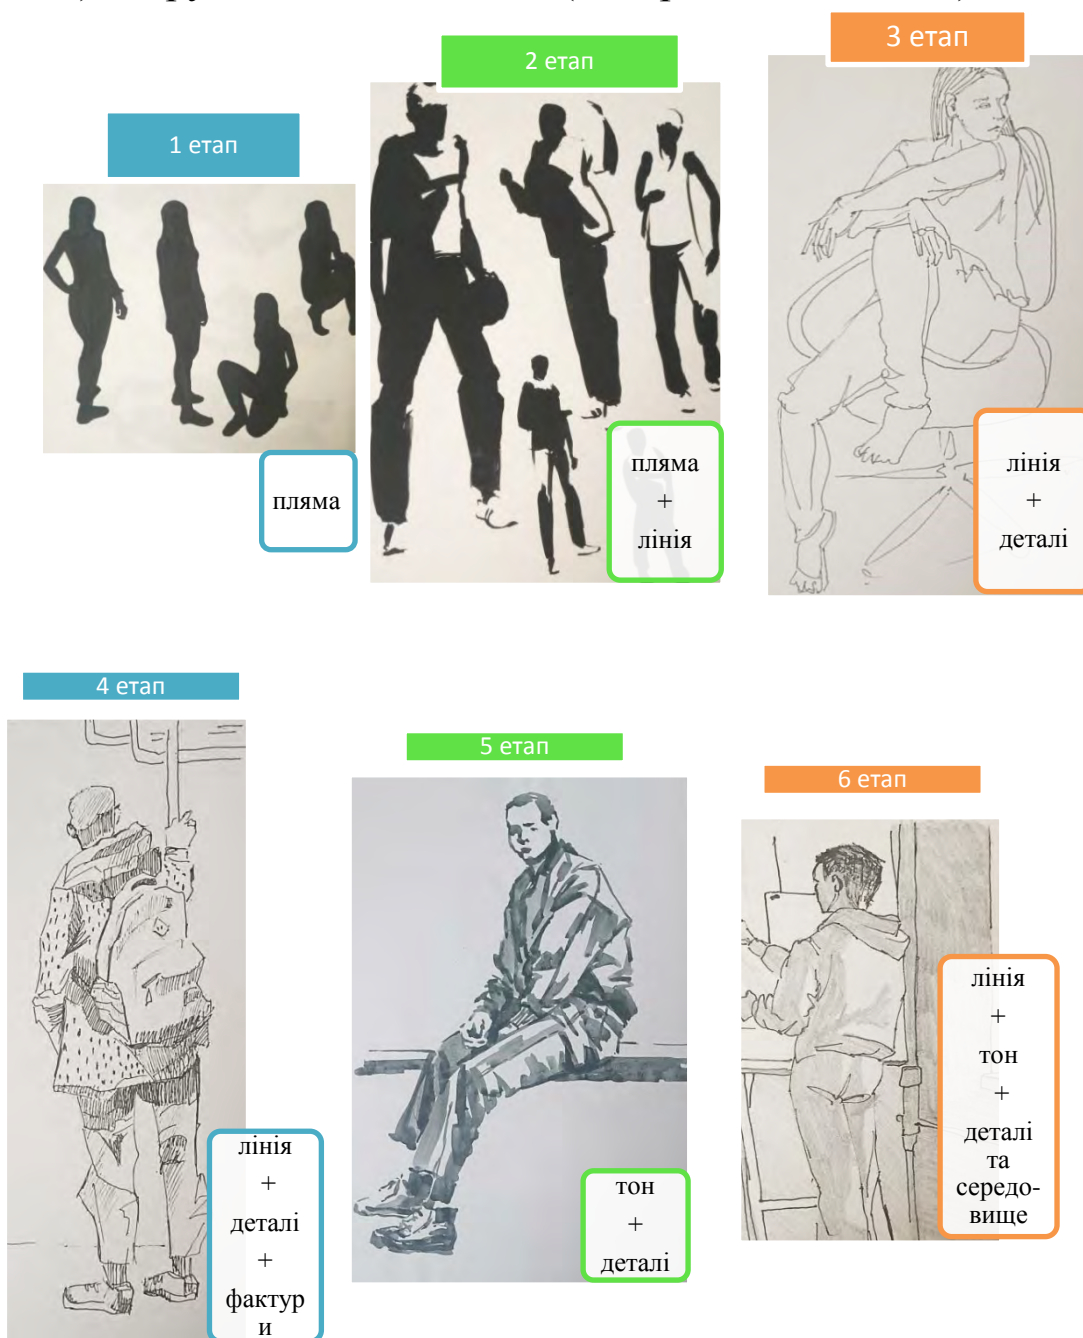 1 етап
2 етап
3 етап
пляма
пляма
+
лінія
лінія
+
деталі
4 етап
5 етап
6 етап
лінія
+
деталі
+
фактур
и
тон
+
деталі
лінія
+
тон
+
деталі
та
середо-
вище